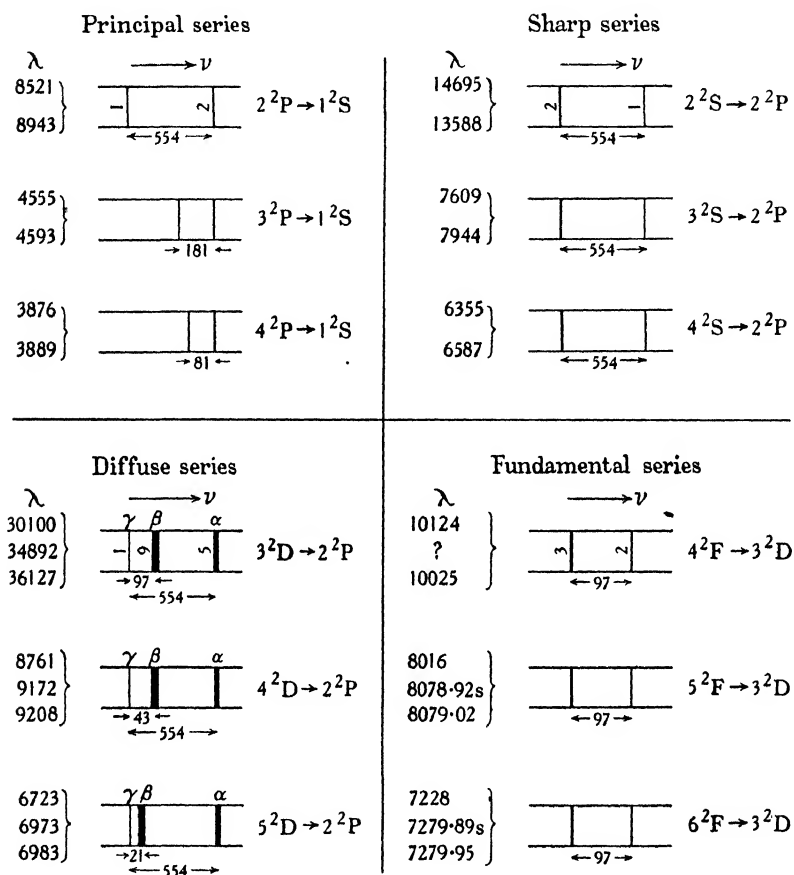 Principal series
λ
→ν
8521
8943
1
2
554
2²P→1²S
4555
4593
181
3²P→1²S
3876
3889
81
4²P→1²S
Sharp series
λ
→ν
14695
13588
2
1
554
2²S→2²P
7609
7944
554
3²S→2²P
6355
6587
554
4²S→2²P
Diffuse series
λ
→ν
30100
34892
36127
γ β α
1
9
5
97
554
3²D→2²P
8761
9172
9208
γ β α
43
554
4²D→2²P
6723
6973
6983
γ β α
21
554
5²D→2²P
Fundamental series
λ
→ν
10124
?
10025
3
2
97
4²F→3²D
8016
8078·92s
8079·02
97
5²F→3²D
7228
7279·89s
7279·95
97
6²F→3²D